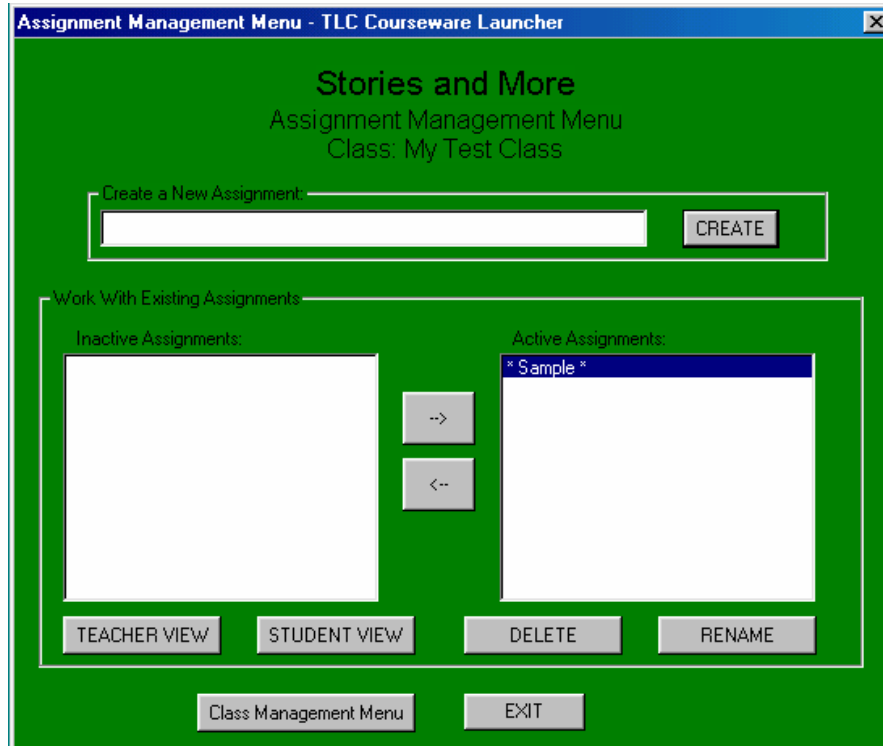 Assignment Management Menu - TLC Courseware Launcher
Stories and More
Assignment Management Menu
Class: My Test Class
Create a New Assignment:
CREATE
Work With Existing Assignments
Inactive Assignments:
Active Assignments:
* Sample *
-->
<--
TEACHER VIEW
STUDENT VIEW
DELETE
RENAME
Class Management Menu
EXIT